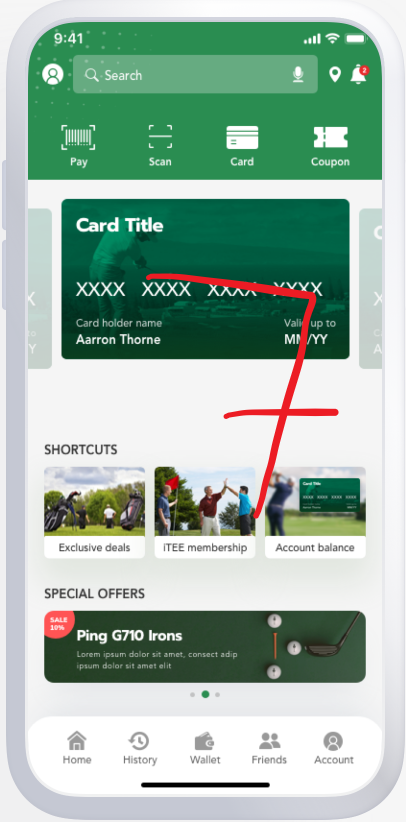 9:41
Search
2
Pay Scan Card Coupon
Card Title
XXXX XXXX XXXX XXXX
Card holder name Valid up to
Aarron Thorne MM/YY
7
SHORTCUTS
Exclusive deals iTEE membership Account balance
SPECIAL OFFERS
SALE
10%
Ping G710 Irons
Lorem ipsum dolor sit amet, consect adip
ipsum dolor sit amet elit
Home History Wallet Friends Account